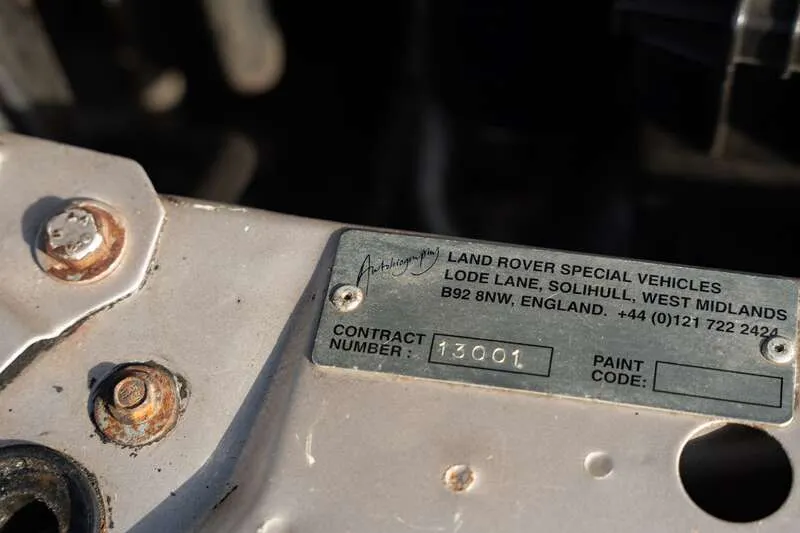 Autobiography
LAND ROVER SPECIAL VEHICLES
LODE LANE, SOLIHULL, WEST MIDLANDS
B92 8NW, ENGLAND. +44 (0)121 722 2424
CONTRACT
NUMBER : 13001
PAINT
CODE: